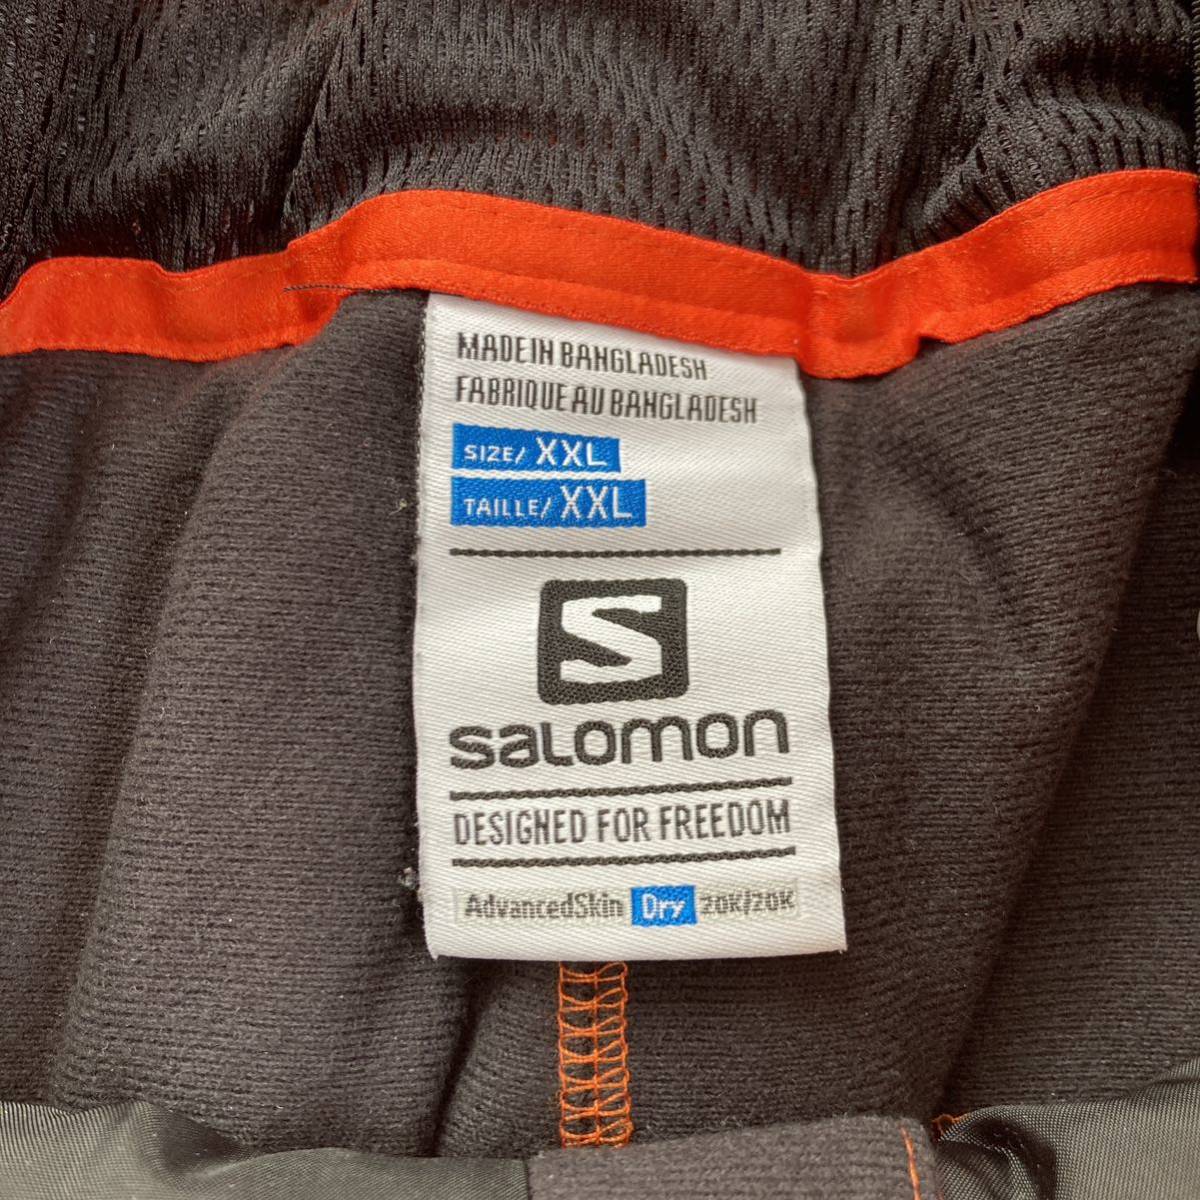 MADE IN BANGLADESH
FABRIQUE AU BANGLADESH
SIZE/ XXL
TAILLE/ XXL
S
salomon
DESIGNED FOR FREEDOM
AdvancedSkin Dry 20K/20K